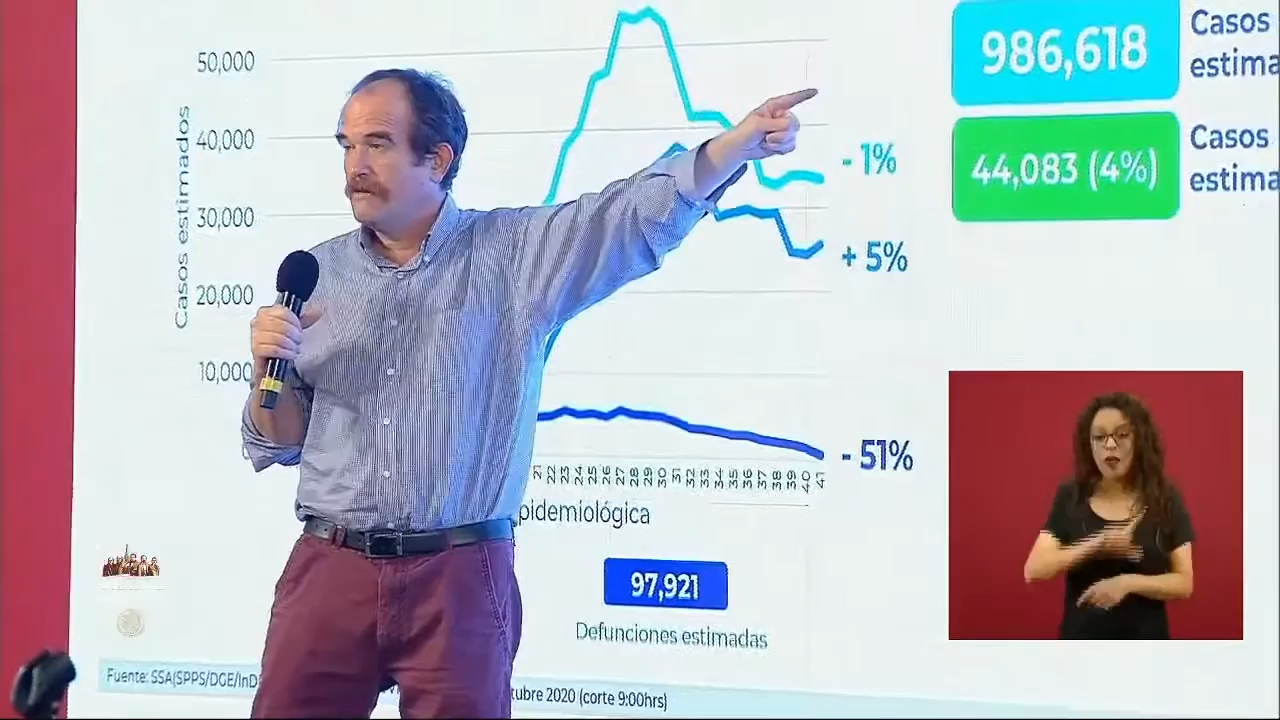 50,000
40,000
30,000
20,000
10,000
Casos estimados
- 1%
+ 5%
- 51%
21 22 23 24 25 26 27 28 29 30 31 32 33 34 35 36 37 38 39 40 41
pidemiológica
97,921
Defunciones estimadas
986,618
Casos
estima
44,083 (4%)
Casos
estima
Fuente: SSA(SPPS/DGE/InD
tubre 2020 (corte 9:00hrs)